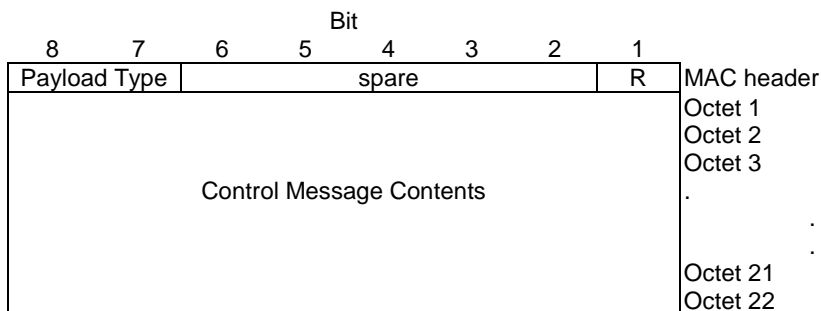 Bit
8 7 6 5 4 3 2 1
Payload Type spare R MAC header
Octet 1
Octet 2
Octet 3
Control Message Contents .
.
.
Octet 21
Octet 22